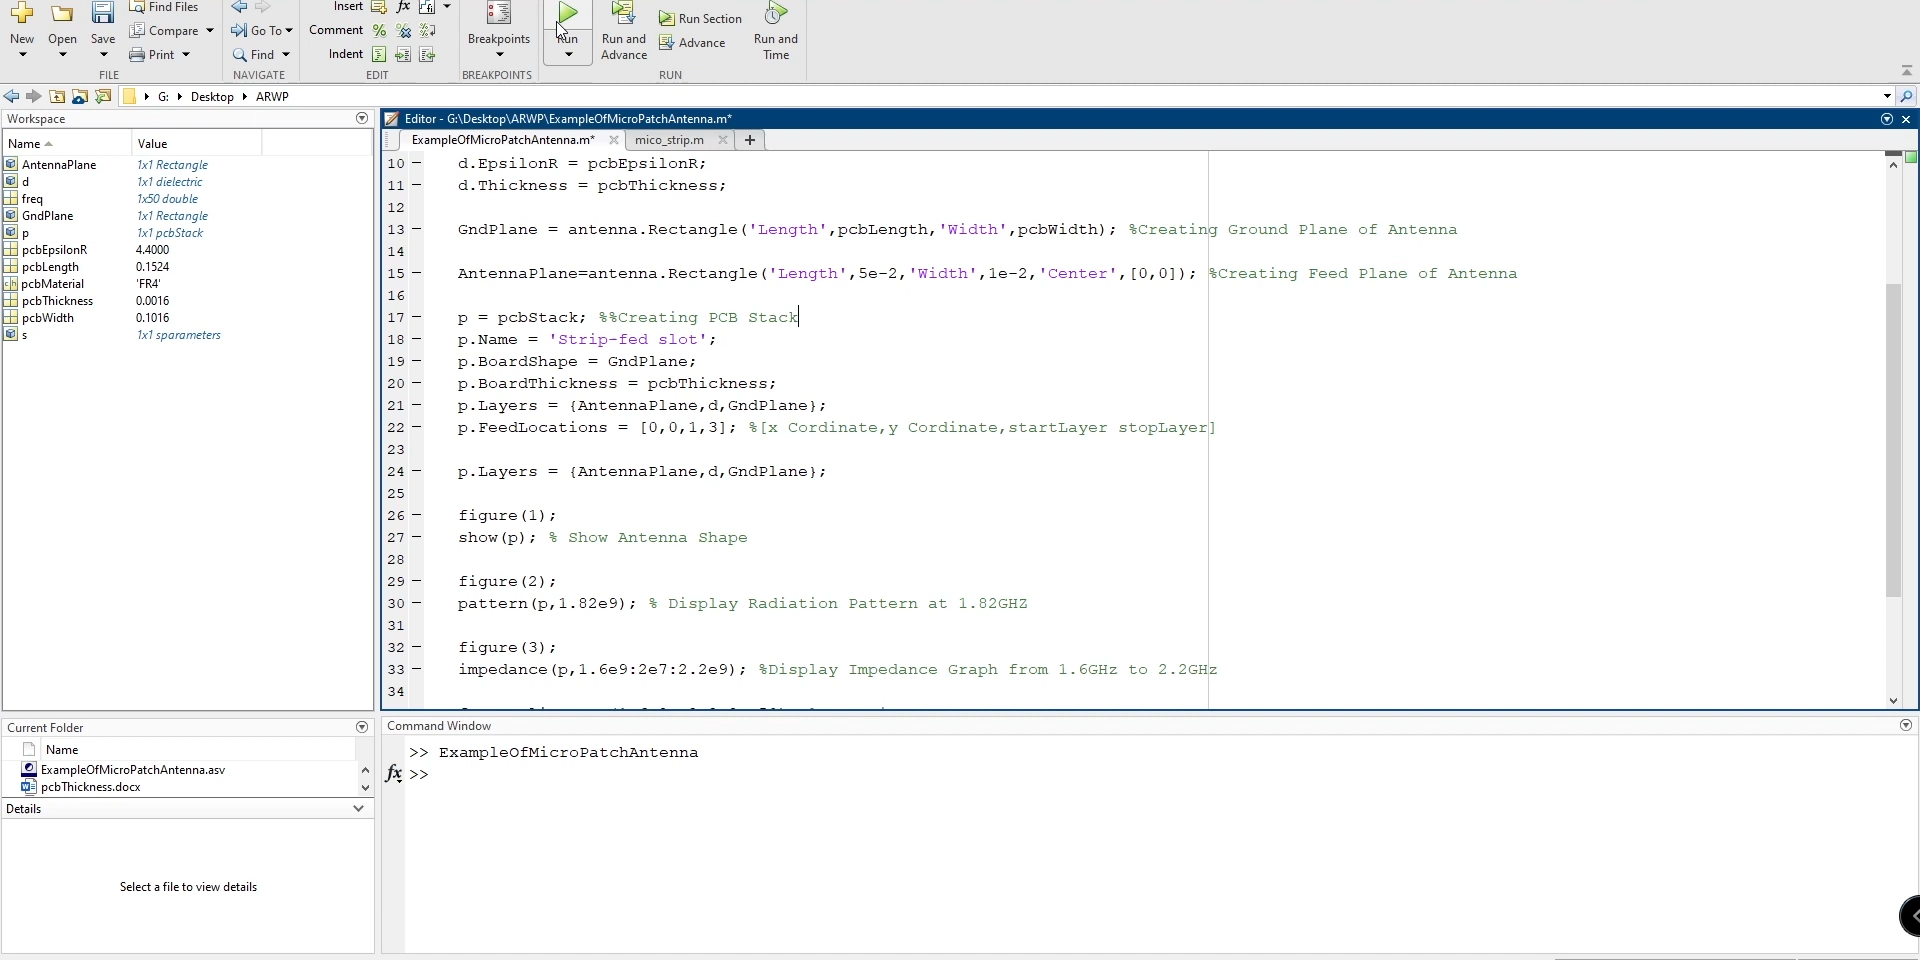 New
Open
Save
Find Files
Compare
Print
FILE
Go To
Find
NAVIGATE
Insert
fx
Comment
Indent
EDIT
Breakpoints
BREAKPOINTS
Run
Run and
Advance
Run Section
Advance
Run and
Time
RUN
G: Desktop ARWP
Workspace
Name Value
AntennaPlane 1x1 Rectangle
d 1x1 dielectric
freq 1x50 double
GndPlane 1x1 Rectangle
p 1x1 pcbStack
pcbEpsilonR 4.4000
pcbLength 0.1524
pcbMaterial 'FR4'
pcbThickness 0.0016
pcbWidth 0.1016
s 1x1 sparameters
Current Folder
Name
ExampleOfMicroPatchAntenna.asv
pcbThickness.docx
Details
Select a file to view details
Editor - G:\Desktop\ARWP\ExampleOfMicroPatchAntenna.m*
ExampleOfMicroPatchAntenna.m* mico_strip.m
10 d.EpsilonR = pcbEpsilonR;
11 d.Thickness = pcbThickness;
12
13 GndPlane = antenna.Rectangle('Length',pcbLength,'Width',pcbWidth); %Creating Ground Plane of Antenna
14
15 AntennaPlane=antenna.Rectangle('Length',5e-2,'Width',1e-2,'Center',[0,0]); %Creating Feed Plane of Antenna
16
17 p = pcbStack; %%Creating PCB Stack
18 p.Name = 'Strip-fed slot';
19 p.BoardShape = GndPlane;
20 p.BoardThickness = pcbThickness;
21 p.Layers = {AntennaPlane,d,GndPlane};
22 p.FeedLocations = [0,0,1,3]; %[x Cordinate,y Cordinate,startLayer stopLayer]
23
24 p.Layers = {AntennaPlane,d,GndPlane};
25
26 figure(1);
27 show(p); % Show Antenna Shape
28
29 figure(2);
30 pattern(p,1.82e9); % Display Radiation Pattern at 1.82GHZ
31
32 figure(3);
33 impedance(p,1.6e9:2e7:2.2e9); %Display Impedance Graph from 1.6GHz to 2.2GHz
34
Command Window
>> ExampleOfMicroPatchAntenna
fx >>